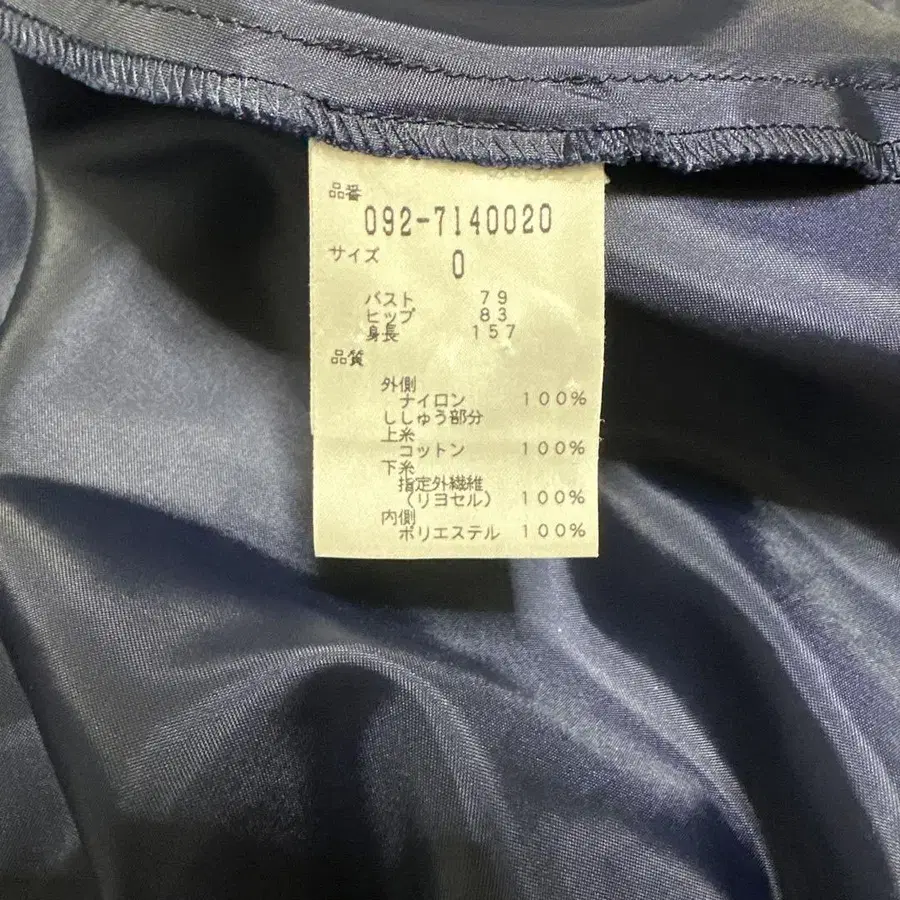 品番
092-7140020
サイズ
0
バスト 79
ヒップ 83
身長 157
品質
外側
ナイロン 100%
ししゅう部分
上糸
コットン 100%
下糸
指定外繊維
(リヨセル) 100%
内側
ポリエステル 100%